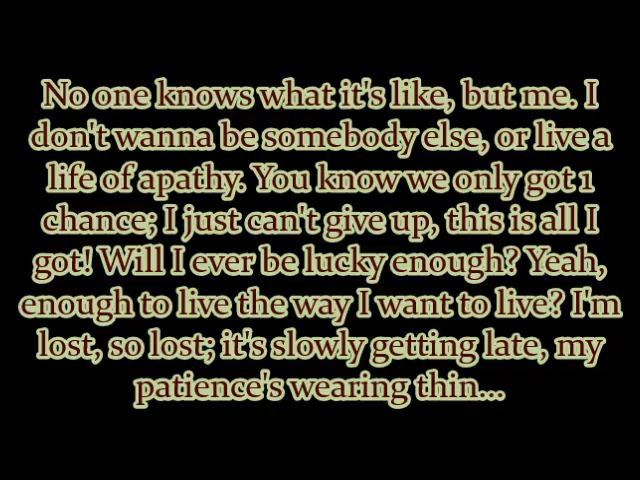 No one knows what it's like, but me. I
don't wanna be somebody else, or live a
life of apathy. You know we only got 1
chance; I just can't give up, this is all I
got! Will I ever be lucky enough? Yeah,
enough to live the way I want to live? I'm
lost, so lost; it's slowly getting late, my
patience's wearing thin...